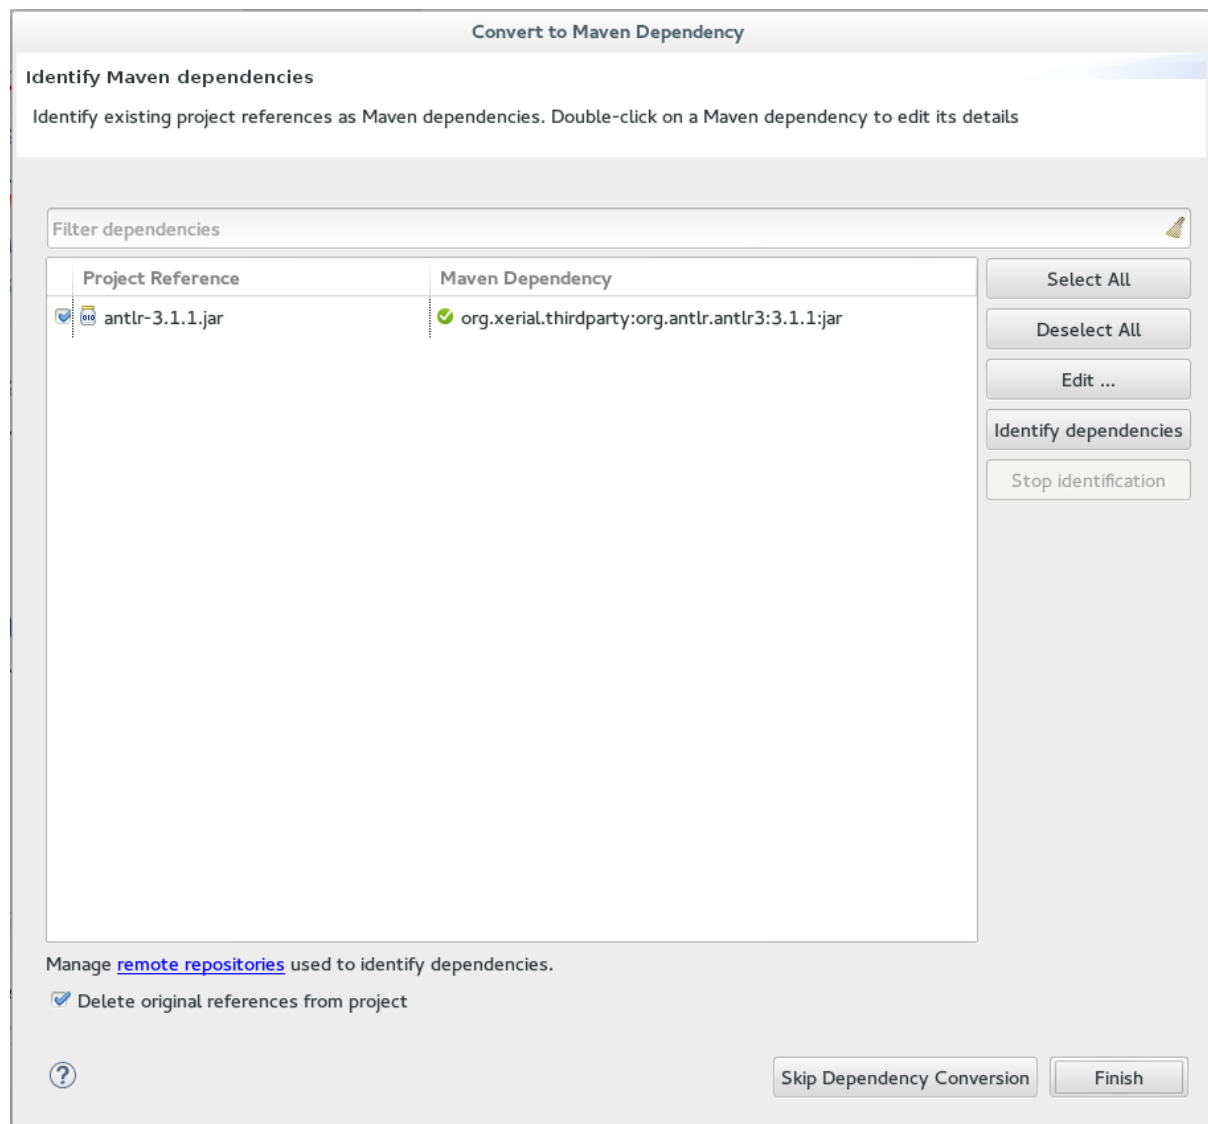 Convert to Maven Dependency
Identify Maven dependencies
Identify existing project references as Maven dependencies. Double-click on a Maven dependency to edit its details
Filter dependencies
Project Reference Maven Dependency
antlr-3.1.1.jar org.xerial.thirdparty:org.antlr.antlr3:3.1.1:jar
Select All
Deselect All
Edit ...
Identify dependencies
Stop identification
Manage remote repositories used to identify dependencies.
Delete original references from project
Skip Dependency Conversion Finish